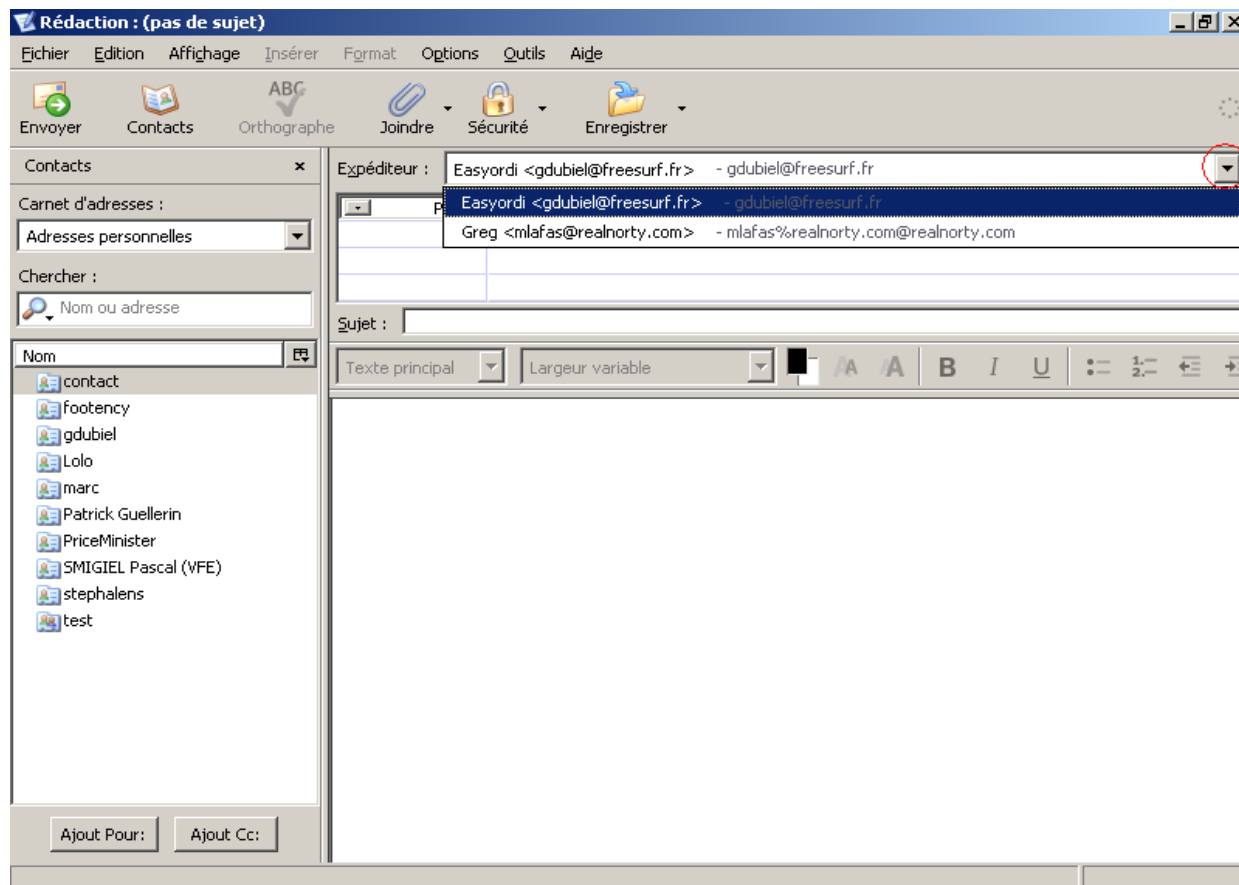 Rédaction : (pas de sujet)
Fichier Edition Affichage Insérer Format Options Outils Aide
ABC
Envoyer Contacts Orthographe Joindre Sécurité Enregistrer
Contacts
Carnet d'adresses :
Adresses personnelles
Chercher :
Nom ou adresse
Nom
contact
footency
gdubiel
Lolo
marc
Patrick Guellerin
PriceMinister
SMIGIEL Pascal (VFE)
stephalens
test
Ajout Pour: Ajout Cc:
Expéditeur : Easyordi <gdubiel@freesurf.fr> - gdubiel@freesurf.fr
Easyordi <gdubiel@freesurf.fr> - gdubiel@freesurf.fr
P
Greg <mlafas@realnorty.com> - mlafas%realnorty.com@realnorty.com
Sujet :
Texte principal Largeur variable A A B I U